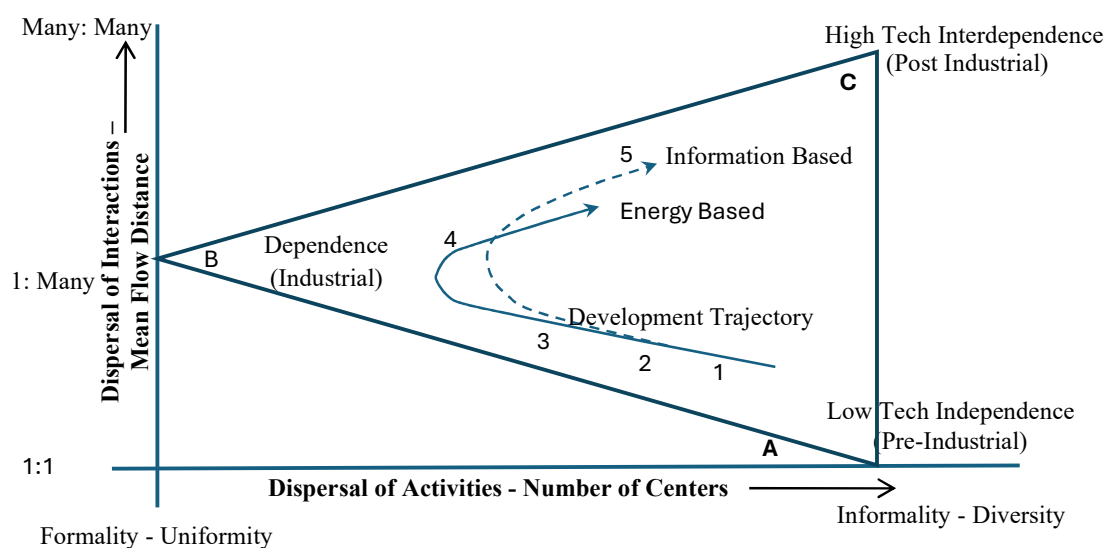 Many: Many
High Tech Interdependence
(Post Industrial)
C
5
Information Based
Energy Based
4
Dispersal of Interactions –
Mean Flow Distance
Dependence
(Industrial)
B
1: Many
Development Trajectory
3
2
1
Low Tech Independence
(Pre-Industrial)
A
1:1
Dispersal of Activities - Number of Centers
Informality - Diversity
Formality - Uniformity